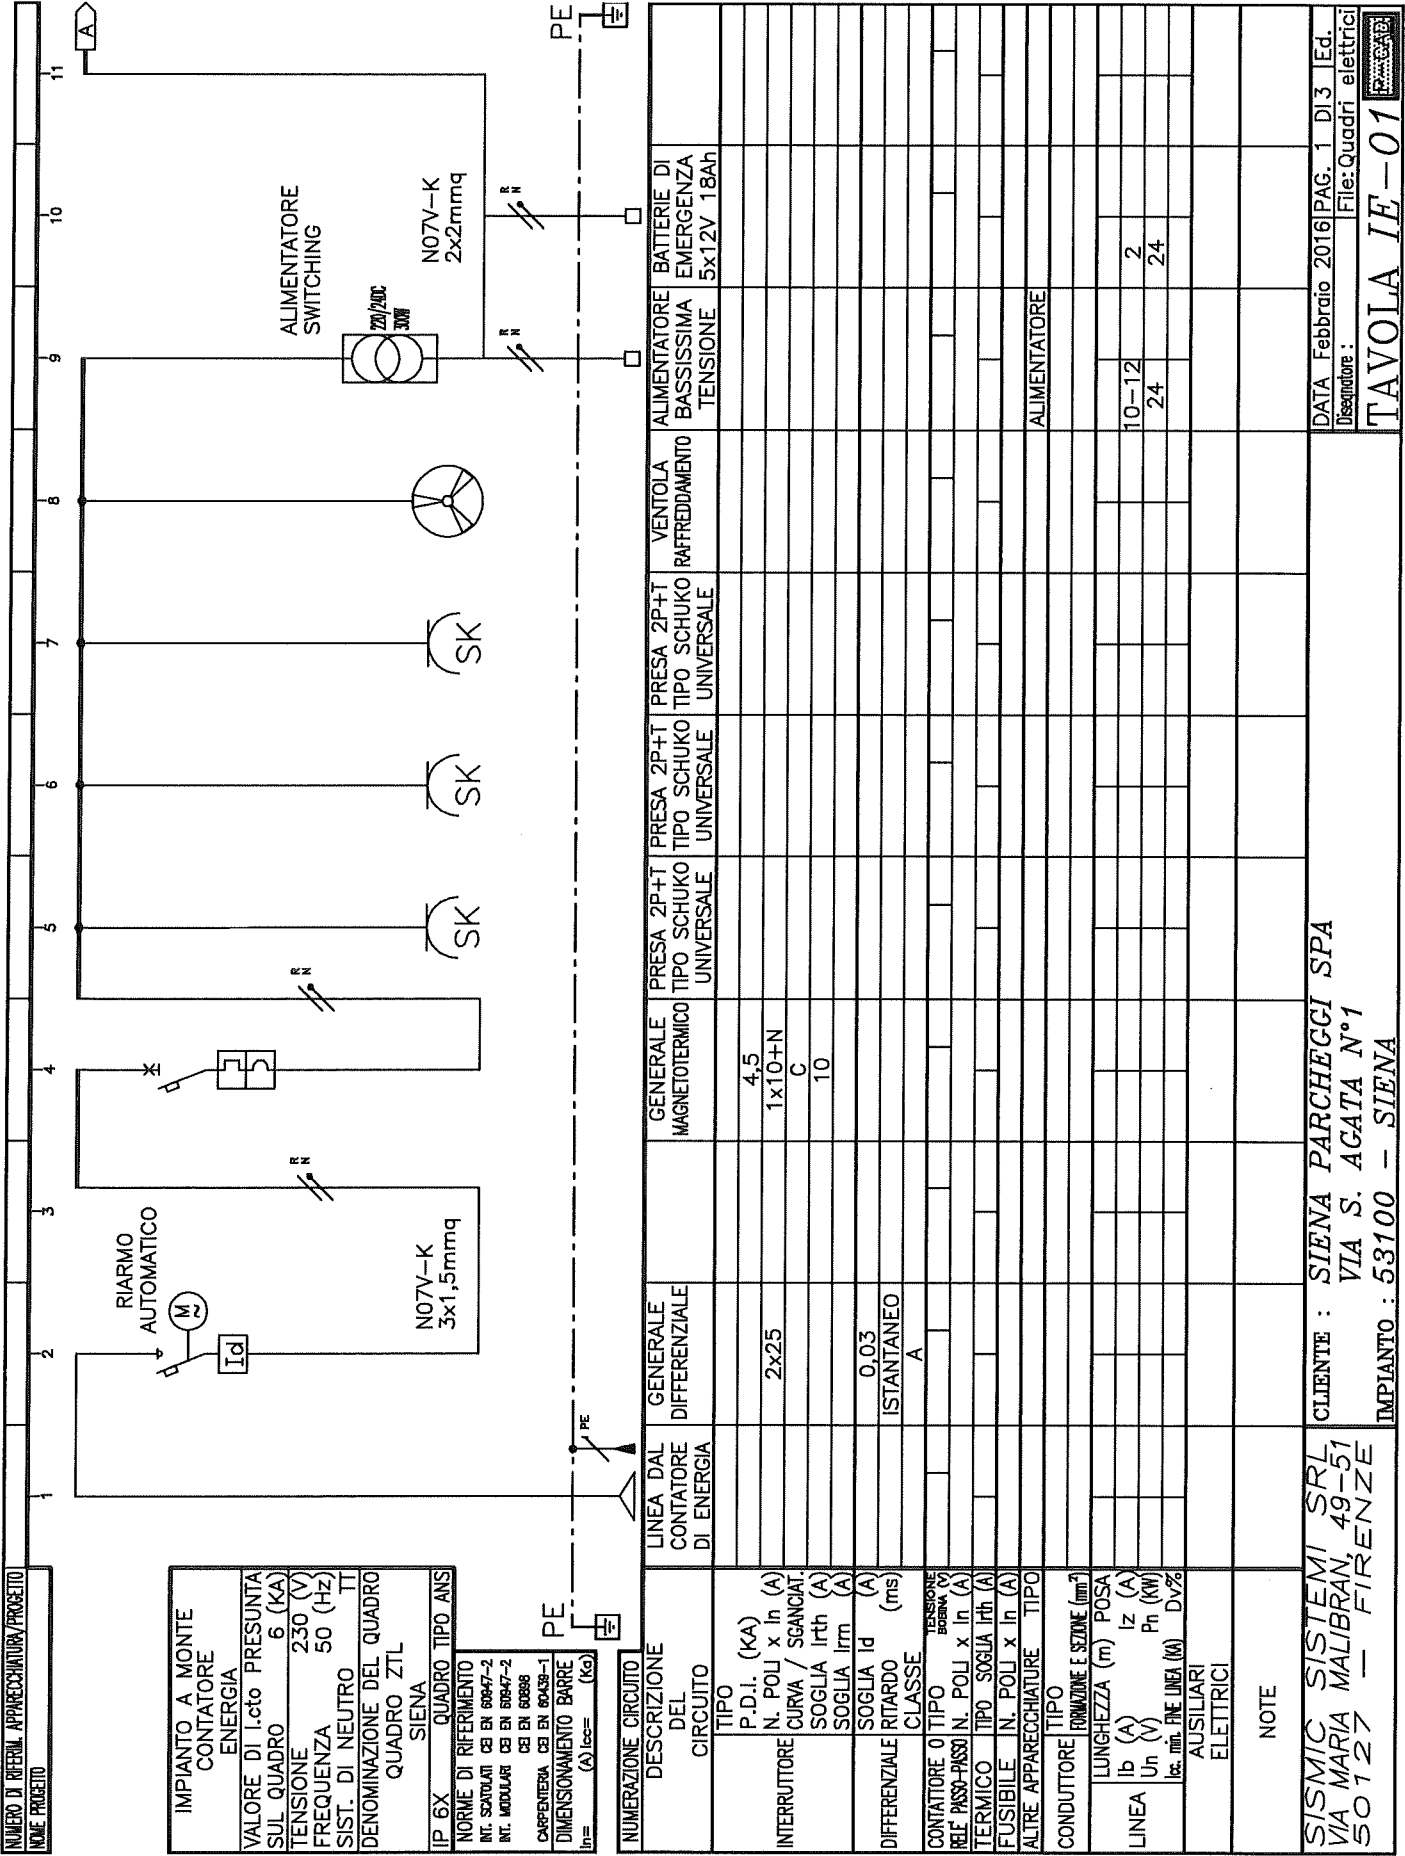 NUMERO DI RIFERIM. APPARECCHIATURA/PROGETTO
NOME PROGETTO
1
2
3
4
5
6
7
8
9
10
11
A
IMPIANTO A MONTE
CONTATORE
ENERGIA
VALORE DI I.cto PRESUNTA
SUL QUADRO 6 (KA)
TENSIONE 230 (V)
FREQUENZA 50 (Hz)
SIST. DI NEUTRO TT
DENOMINAZIONE DEL QUADRO
QUADRO ZTL
SIENA
IP 6X QUADRO TIPO ANS
NORME DI RIFERIMENTO
INT. SCATOLATI CEI EN 60947-2
INT. MODULARI CEI EN 60947-2
CEI EN 60898
CARPENTERIA CEI EN 60439-1
DIMENSIONAMENTO BARRE
In= (A) Icc= (Ka)
RIARMO
AUTOMATICO
M
~
Id
N07V-K
3x1,5mmq
R
N
R
N
SK
SK
SK
ALIMENTATORE
SWITCHING
220/24DC
300W
N07V-K
2x2mmq
R
N
R
N
PE
PE
PE
NUMERAZIONE CIRCUITO
DESCRIZIONE
DEL
CIRCUITO
LINEA DAL
CONTATORE
DI ENERGIA
GENERALE
DIFFERENZIALE
GENERALE
MAGNETOTERMICO
PRESA 2P+T
TIPO SCHUKO
UNIVERSALE
PRESA 2P+T
TIPO SCHUKO
UNIVERSALE
PRESA 2P+T
TIPO SCHUKO
UNIVERSALE
VENTOLA
RAFFREDDAMENTO
ALIMENTATORE
BASSISSIMA
TENSIONE
BATTERIE DI
EMERGENZA
5x12V 18Ah
INTERRUTTORE
TIPO
P.D.I. (KA) 4,5
N. POLI x In (A) 2x25 1x10+N
CURVA / SGANCIAT. C
SOGLIA Irth (A) 10
SOGLIA Irm (A)
DIFFERENZIALE
SOGLIA Id (A) 0,03
RITARDO (ms) ISTANTANEO
CLASSE A
CONTATTORE O TIPO TENSIONE BOBINA (V)
RELE' PASSO-PASSO N. POLI x In (A)
TERMICO TIPO SOGLIA Irth (A)
FUSIBILE N. POLI x In (A)
ALTRE APPARECCHIATURE TIPO ALIMENTATORE
CONDUTTORE
TIPO
FORMAZIONE E SEZIONE (mm²)
LINEA
LUNGHEZZA (m) POSA
Ib (A) Iz (A) 10-12 2
Un (V) Pn (KW) 24 24
Icc. min. FINE LINEA (KA) Dv%
AUSILIARI
ELETTRICI
NOTE
SISMIC SISTEMI SRL
VIA MARIA MALIBRAN, 49-51
50127 - FIRENZE
CLIENTE : SIENA PARCHEGGI SPA
VIA S. AGATA N°1
IMPIANTO : 53100 - SIENA
DATA Febbraio 2016 PAG. 1 DI 3 Ed.
Disegnatore : File: Quadri elettrici
TAVOLA IE-01